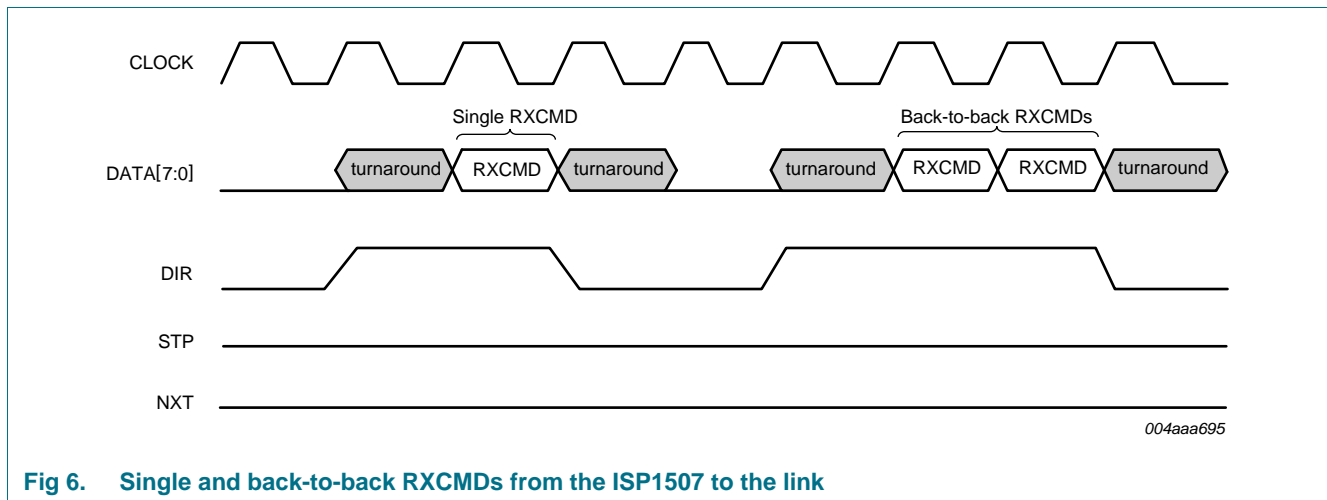 CLOCK
Single RXCMD
Back-to-back RXCMDs
DATA[7:0]
turnaround
RXCMD
turnaround
turnaround
RXCMD
RXCMD
turnaround
DIR
STP
NXT
004aaa695
Fig 6. Single and back-to-back RXCMDs from the ISP1507 to the link